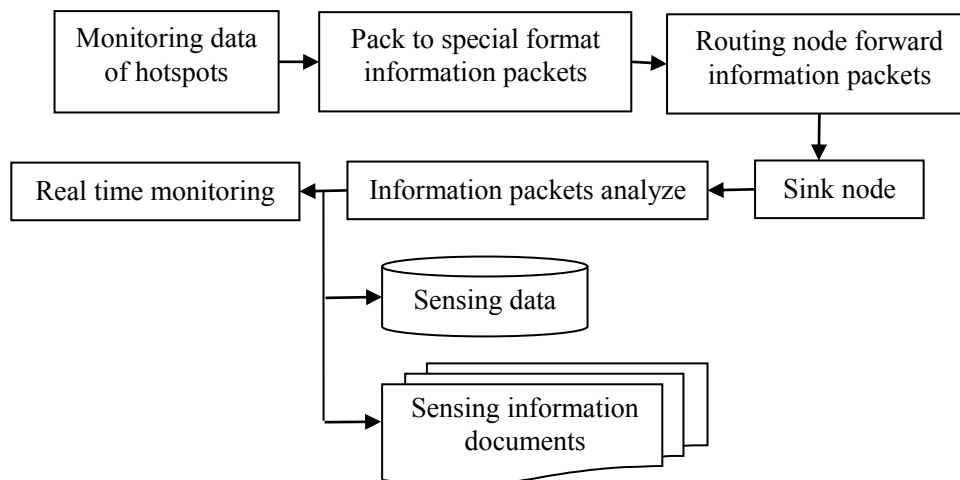 Monitoring data
of hotspots
Pack to special format
information packets
Routing node forward
information packets
Sink node
Information packets analyze
Real time monitoring
Sensing data
Sensing information
documents